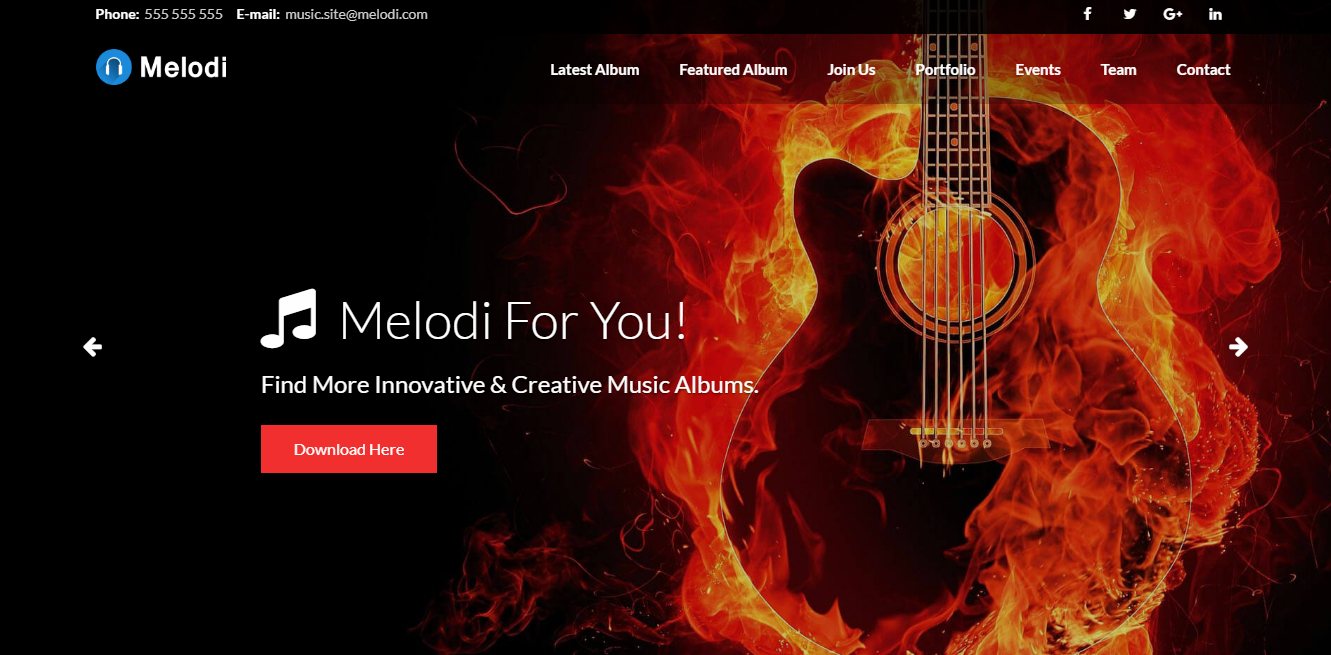 Phone: 555 555 555 E-mail: music.site@melodi.com
Melodi
Latest Album Featured Album Join Us Portfolio Events Team Contact
Melodi For You!
Find More Innovative & Creative Music Albums.
Download Here